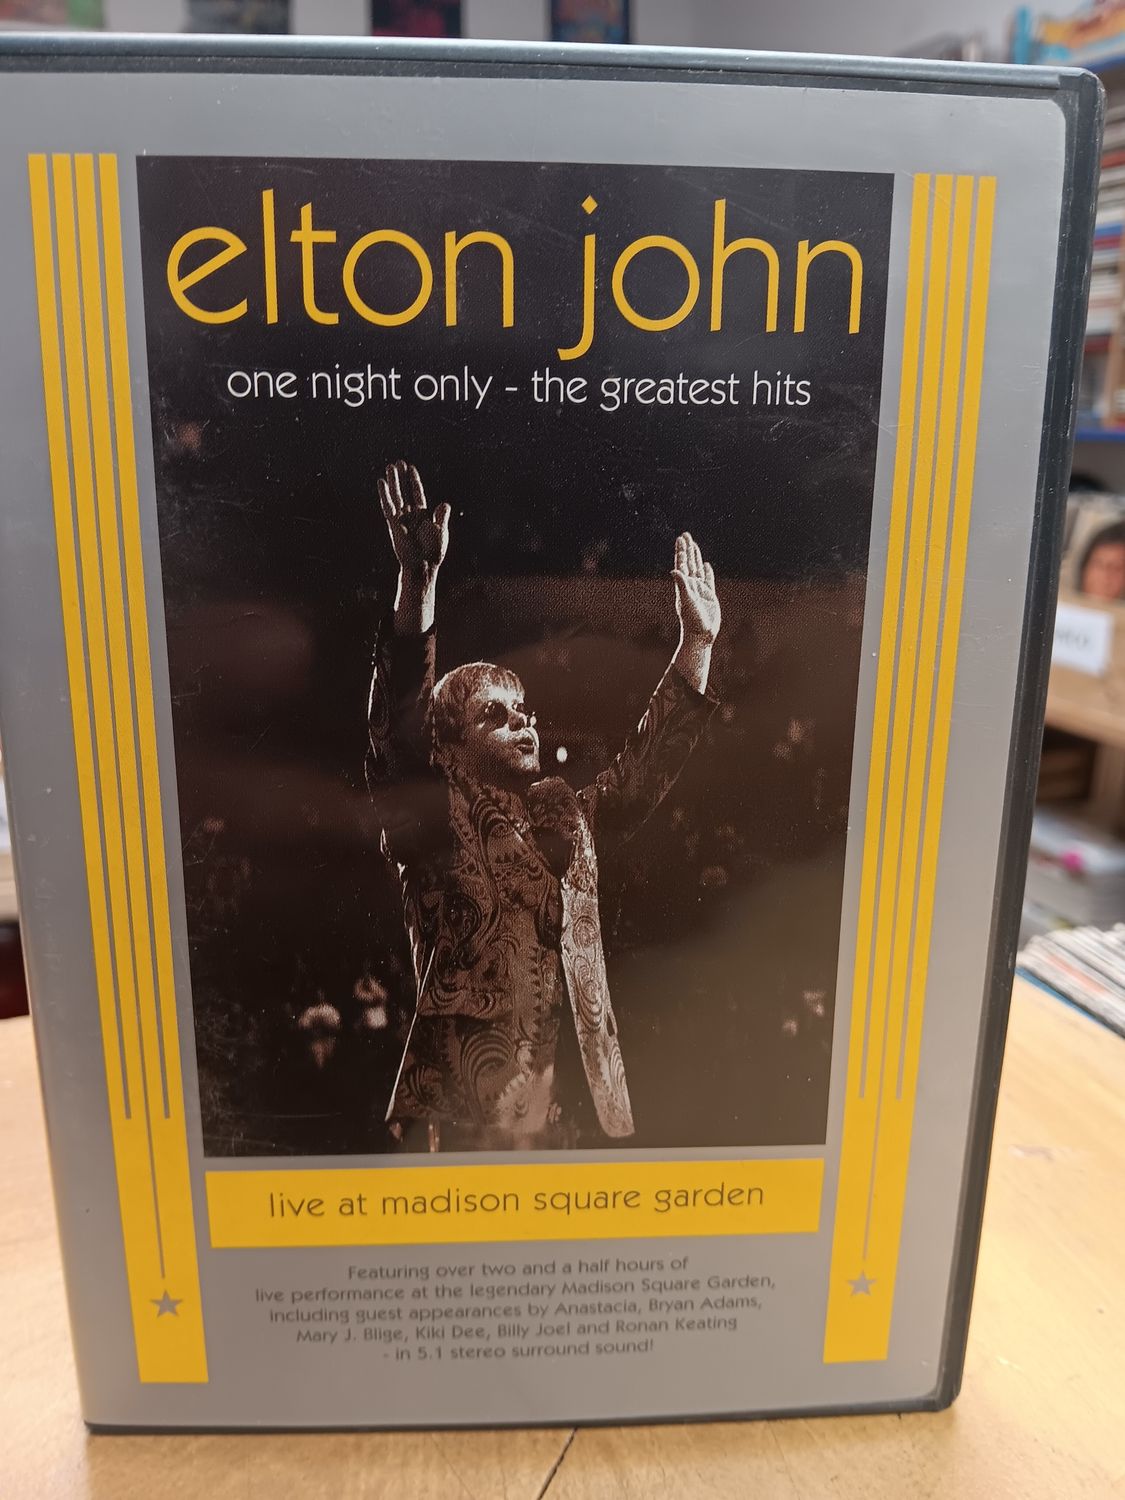 elton john
one night only - the greatest hits
live at madison square garden
Featuring over two and a half hours of
live performance at the legendary Madison Square Garden,
including guest appearances by Anastacia, Bryan Adams,
Mary J. Blige, Kiki Dee, Billy Joel and Ronan Keating
- in 5.1 stereo surround sound!